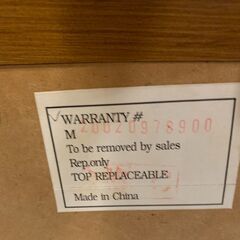 WARRANTY #
20020978900
M
To be removed by sales
Rep.only
TOP REPLACEABLE
Made in China